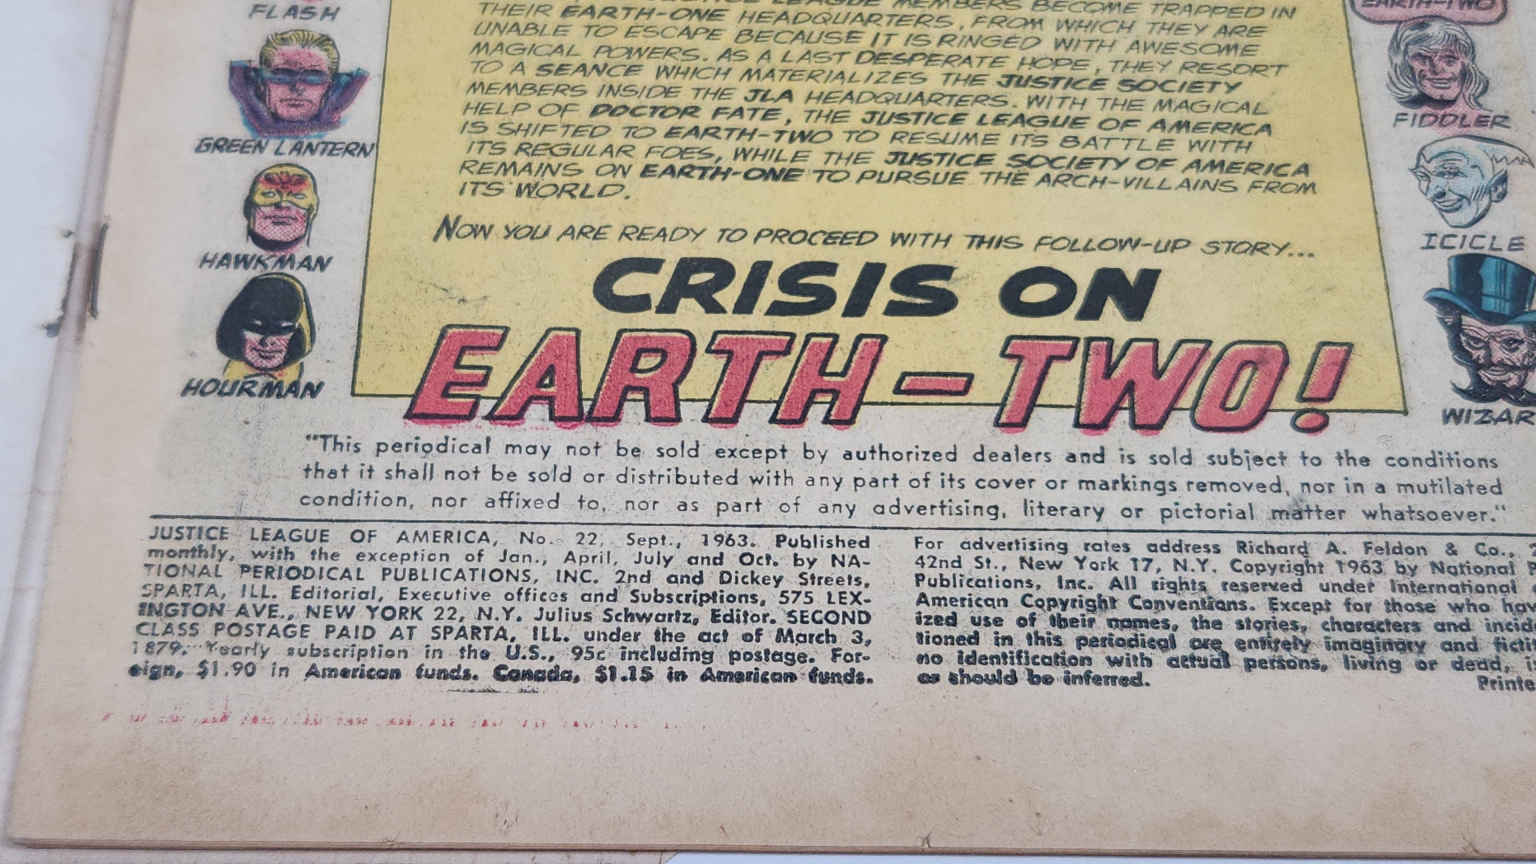 FLASH
GREEN LANTERN
HAWKMAN
HOURMAN
JUSTICE LEAGUE MEMBERS BECOME TRAPPED IN
THEIR EARTH-ONE HEADQUARTERS, FROM WHICH THEY ARE
UNABLE TO ESCAPE BECAUSE IT IS RINGED WITH AWESOME
MAGICAL POWERS. AS A LAST DESPERATE HOPE, THEY RESORT
TO A SEANCE WHICH MATERIALIZES THE JUSTICE SOCIETY
MEMBERS INSIDE THE JLA HEADQUARTERS. WITH THE MAGICAL
HELP OF DOCTOR FATE, THE JUSTICE LEAGUE OF AMERICA
IS SHIFTED TO EARTH-TWO TO RESUME ITS BATTLE WITH
ITS REGULAR FOES, WHILE THE JUSTICE SOCIETY OF AMERICA
REMAINS ON EARTH-ONE TO PURSUE THE ARCH-VILLAINS FROM
ITS WORLD.
NOW YOU ARE READY TO PROCEED WITH THIS FOLLOW-UP STORY...
CRISIS ON
EARTH-TWO!
EARTH-TWO
FIDDLER
ICICLE
WIZAR
"This periodical may not be sold except by authorized dealers and is sold subject to the conditions
that it shall not be sold or distributed with any part of its cover or markings removed, nor in a mutilated
condition, nor affixed to, nor as part of any advertising, literary or pictorial matter whatsoever."
JUSTICE LEAGUE OF AMERICA, No. 22, Sept., 1963. Published
monthly, with the exception of Jan., April, July and Oct. by NA-
TIONAL PERIODICAL PUBLICATIONS, INC. 2nd and Dickey Streets,
SPARTA, ILL. Editorial, Executive offices and Subscriptions, 575 LEX-
INGTON AVE., NEW YORK 22, N.Y. Julius Schwartz, Editor. SECOND
CLASS POSTAGE PAID AT SPARTA, ILL. under the act of March 3,
1879. Yearly subscription in the U.S., 95c including postage. For-
eign, $1.90 in American funds. Canada, $1.15 in American funds.
For advertising rates address Richard A. Feldon & Co.,
42nd St., New York 17, N.Y. Copyright 1963 by National P
Publications, Inc. All rights reserved under International
American Copyright Conventions. Except for those who hav
ized use of their names, the stories, characters and incid
tioned in this periodical are entirely imaginary and ficti
no identification with actual persons, living or dead, i
or should be inferred.
Printe